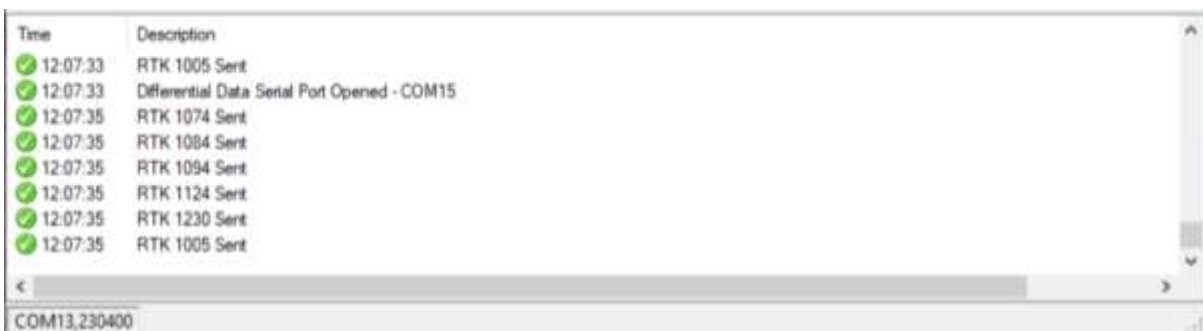 Time Description
12:07:33 RTK 1005 Sent
12:07:33 Differential Data Serial Port Opened - COM15
12:07:35 RTK 1074 Sent
12:07:35 RTK 1084 Sent
12:07:35 RTK 1094 Sent
12:07:35 RTK 1124 Sent
12:07:35 RTK 1230 Sent
12:07:35 RTK 1005 Sent
COM13,230400